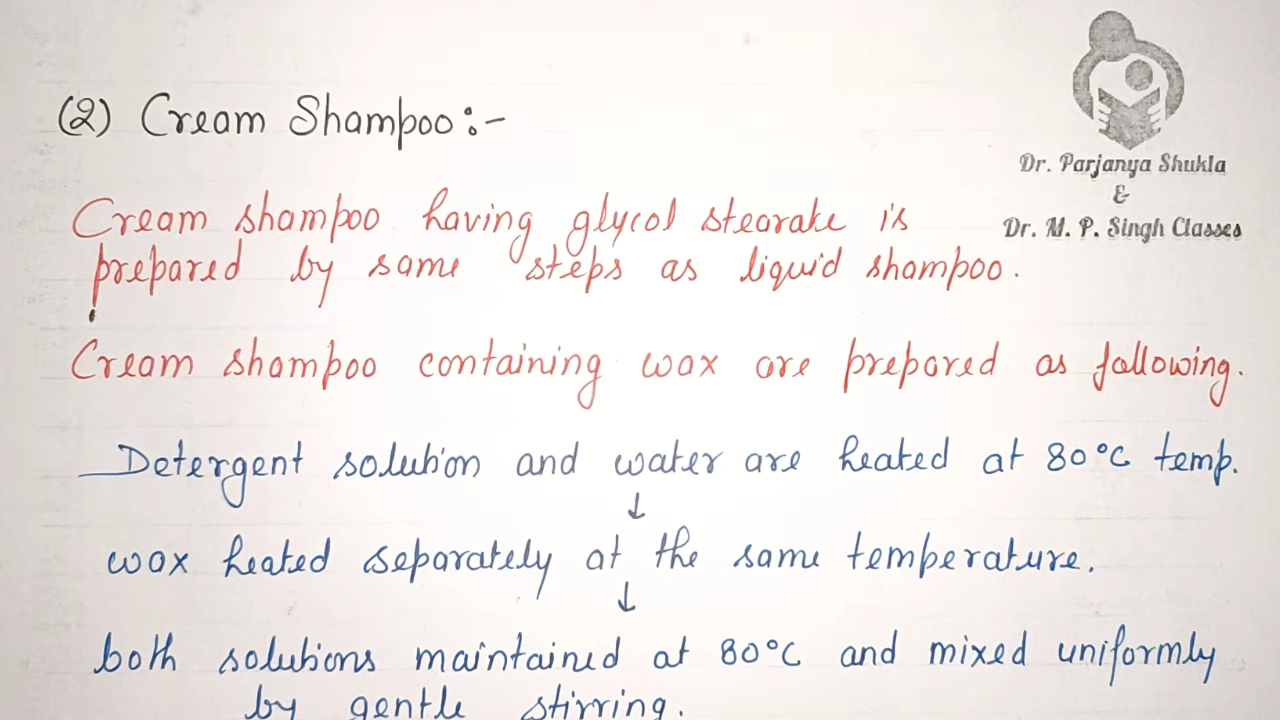 (2) Cream Shampoo:-
Dr. Parjanya Shukla
&
Dr. M. P. Singh Classes
Cream shampoo having glycol stearate is
prepared by same steps as liquid shampoo.
Cream shampoo containing wax are prepared as following.
Detergent solution and water are heated at 80°C temp.
↓
wax heated separately at the same temperature.
↓
both solutions maintained at 80°C and mixed uniformly
by gentle stirring.